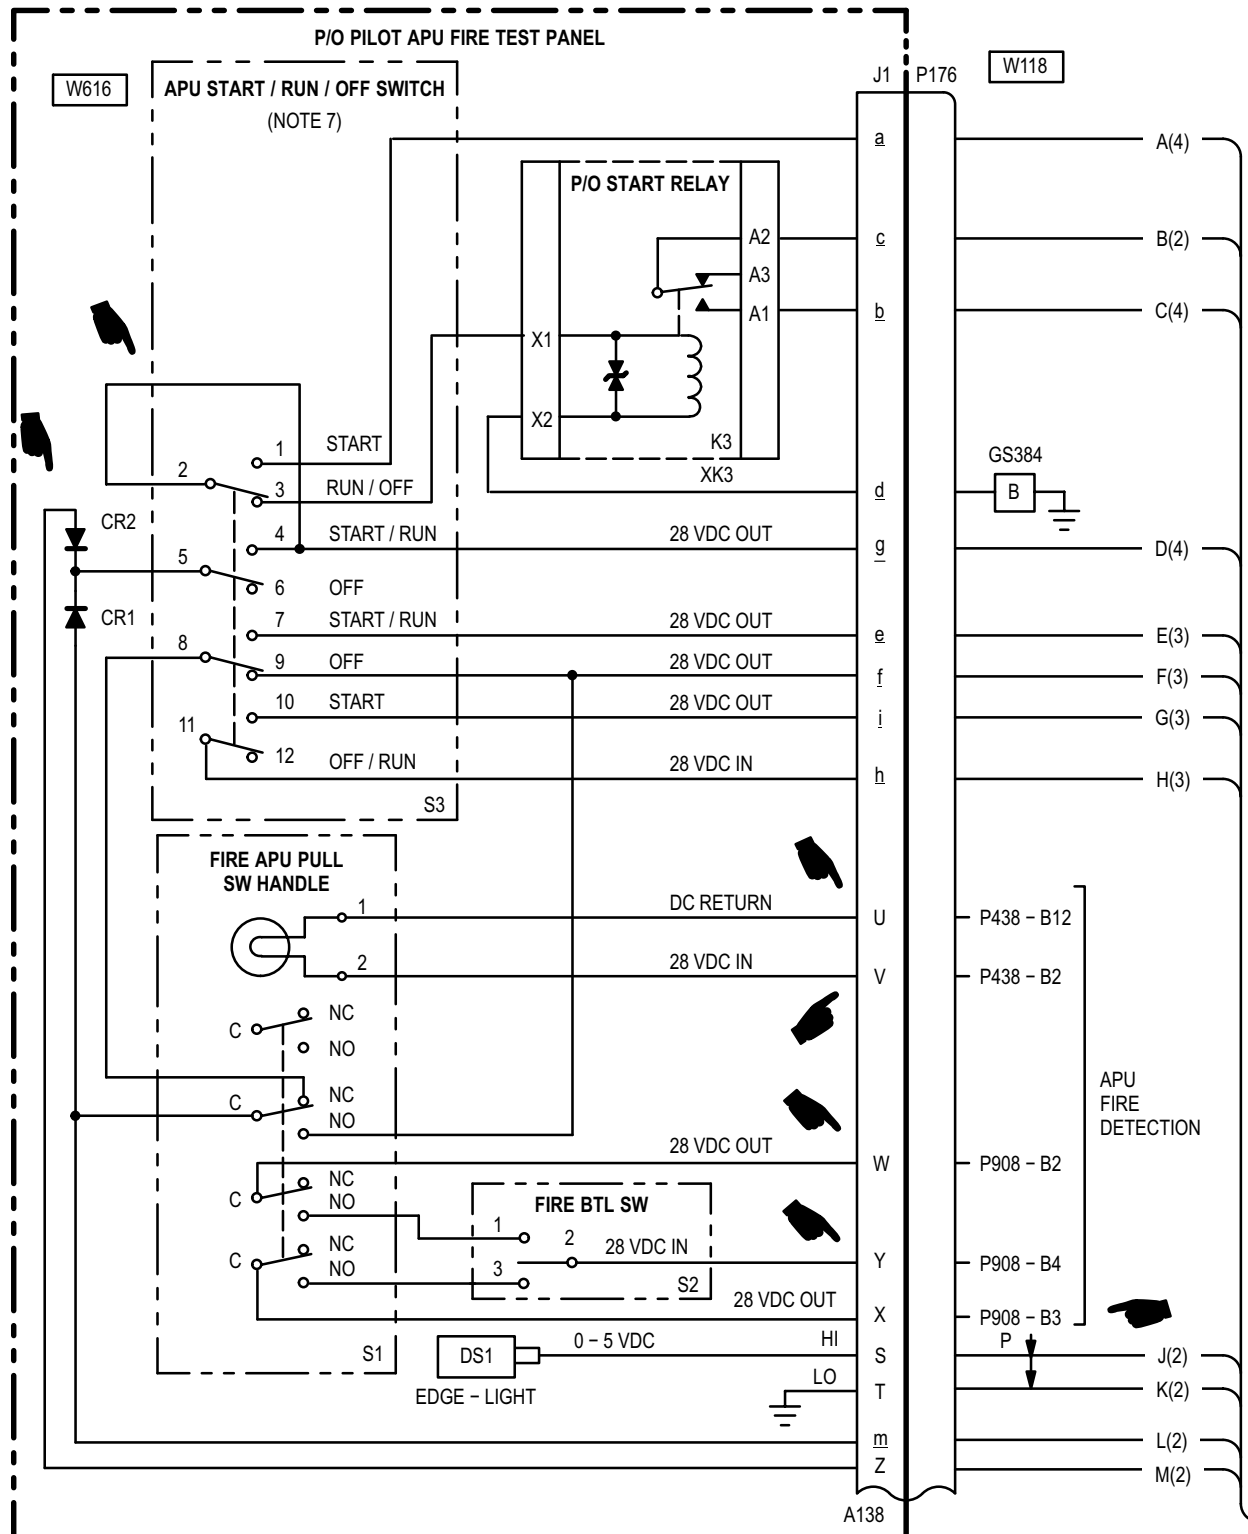 P/O PILOT APU FIRE TEST PANEL
W616
APU START / RUN / OFF SWITCH
(NOTE 7)
J1
P176
W118
a
A(4)
P/O START RELAY
A2
c
B(2)
A3
A1
b
C(4)
X1
X2
K3
XK3
1
START
2
3
RUN / OFF
d
GS384
B
CR2
4
START / RUN
28 VDC OUT
g
D(4)
5
6
OFF
CR1
7
START / RUN
28 VDC OUT
e
E(3)
8
9
OFF
28 VDC OUT
f
F(3)
10
START
28 VDC OUT
i
G(3)
11
12
OFF / RUN
28 VDC IN
h
H(3)
S3
FIRE APU PULL
SW HANDLE
1
DC RETURN
U
P438 – B12
2
28 VDC IN
V
P438 – B2
C
NC
NO
C
NC
NO
APU
FIRE
DETECTION
28 VDC OUT
W
P908 – B2
C
NC
NO
FIRE BTL SW
1
2
28 VDC IN
Y
P908 – B4
C
NC
NO
3
S2
28 VDC OUT
X
P908 – B3
S1
DS1
EDGE – LIGHT
0 – 5 VDC
HI
S
P
J(2)
LO
T
K(2)
m
L(2)
Z
M(2)
A138